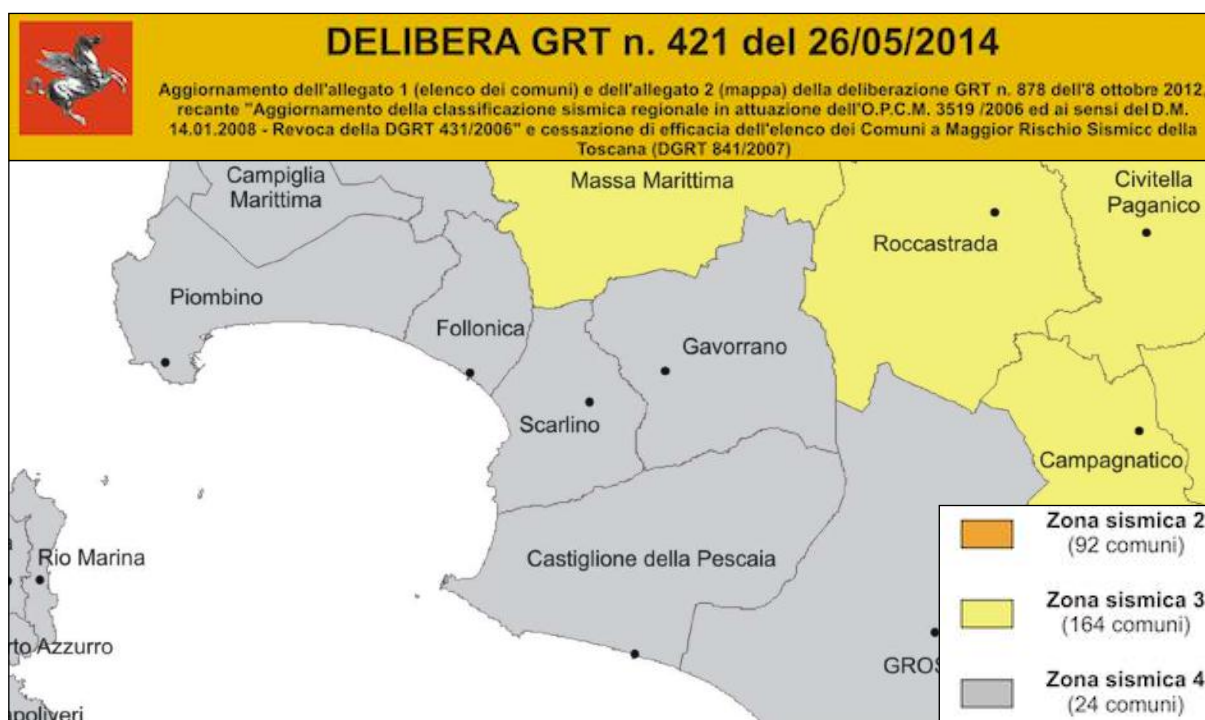 DELIBERA GRT n. 421 del 26/05/2014
Aggiornamento dell'allegato 1 (elenco dei comuni) e dell'allegato 2 (mappa) della deliberazione GRT n. 878 dell'8 ottobre 2012,
recante "Aggiornamento della classificazione sismica regionale in attuazione dell'O.P.C.M. 3519 /2006 ed ai sensi del D.M.
14.01.2008 - Revoca della DGRT 431/2006" e cessazione di efficacia dell'elenco dei Comuni a Maggior Rischio Sismico della
Toscana (DGRT 841/2007)
Campiglia
Marittima
Massa Marittima
Civitella
Paganico
Roccastrada
Piombino
Follonica
Gavorrano
Scarlino
Campagnatico
Castiglione della Pescaia
Rio Marina
rto Azzurro
GROS
apoliveri
Zona sismica 2
(92 comuni)
Zona sismica 3
(164 comuni)
Zona sismica 4
(24 comuni)